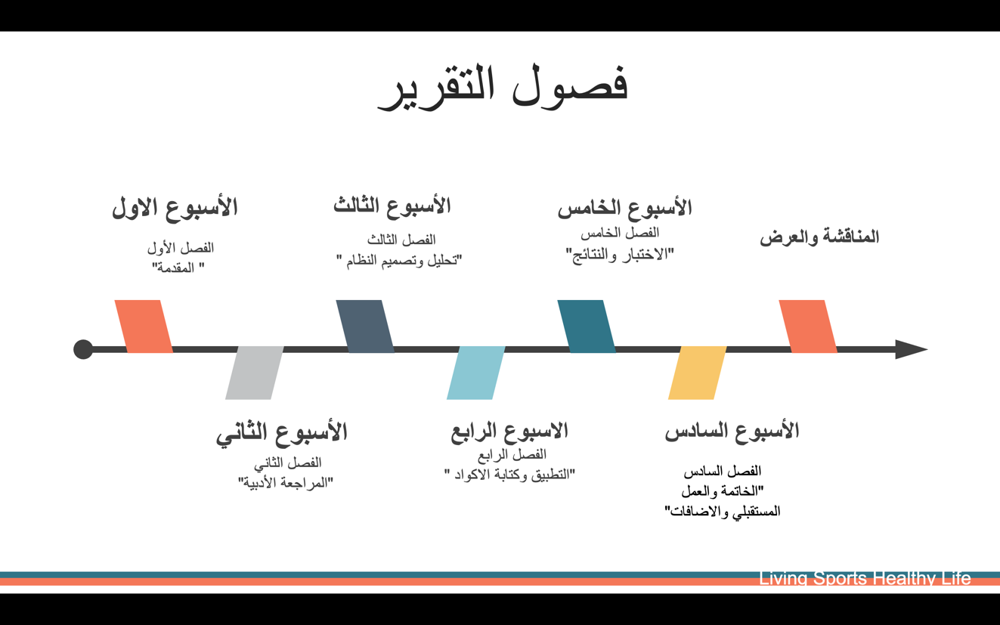 فصول التقرير
الأسبوع الاول
الفصل الأول
" المقدمة"
الأسبوع الثاني
الفصل الثاني
"المراجعة الأدبية"
الأسبوع الثالث
الفصل الثالث
"تحليل وتصميم النظام "
الاسبوع الرابع
الفصل الرابع
"التطبيق وكتابة الاكواد "
الأسبوع الخامس
الفصل الخامس
"الاختبار والنتائج"
الأسبوع السادس
الفصل السادس
"الخاتمة والعمل
المستقبلي والاضافات"
المناقشة والعرض
Living Sports Healthy Life